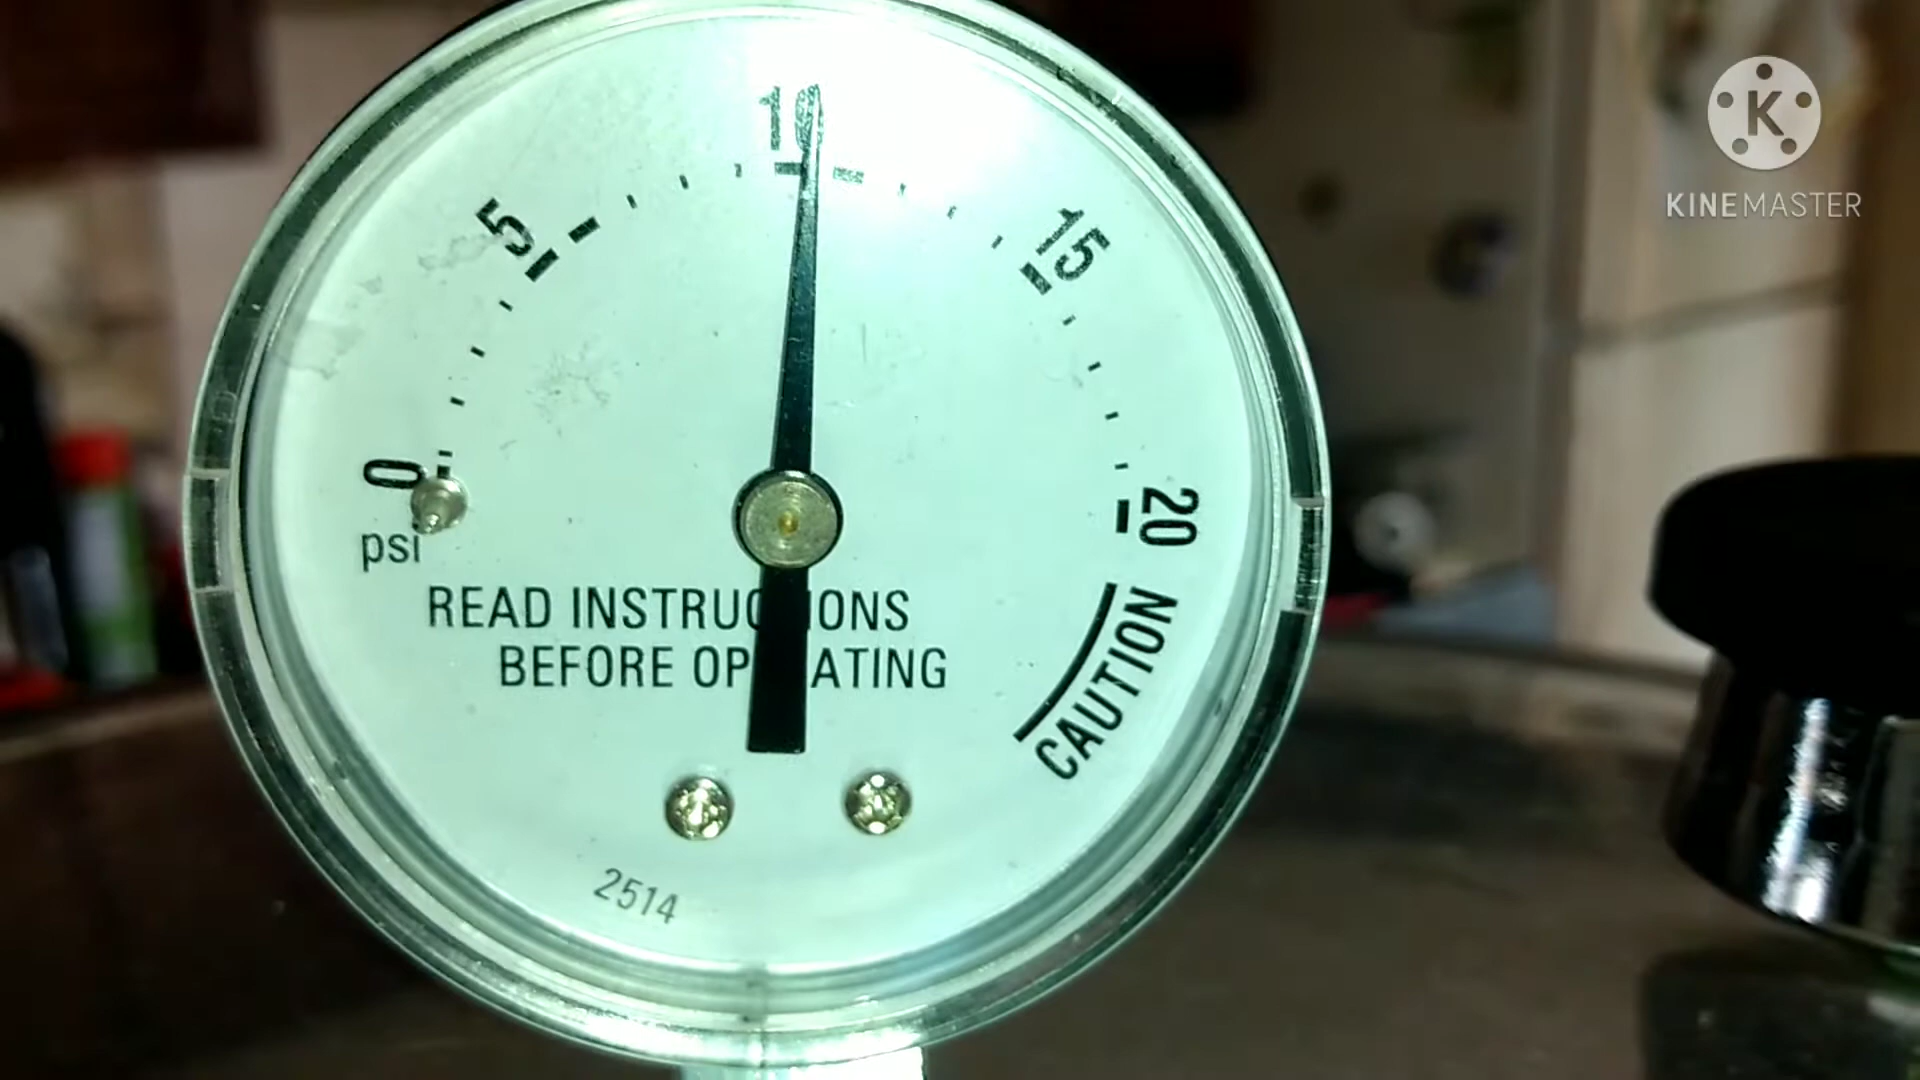 10
5
15
0
20
psi
READ INSTRUCTIONS
BEFORE OPERATING
CAUTION
2514
K
KINEMASTER